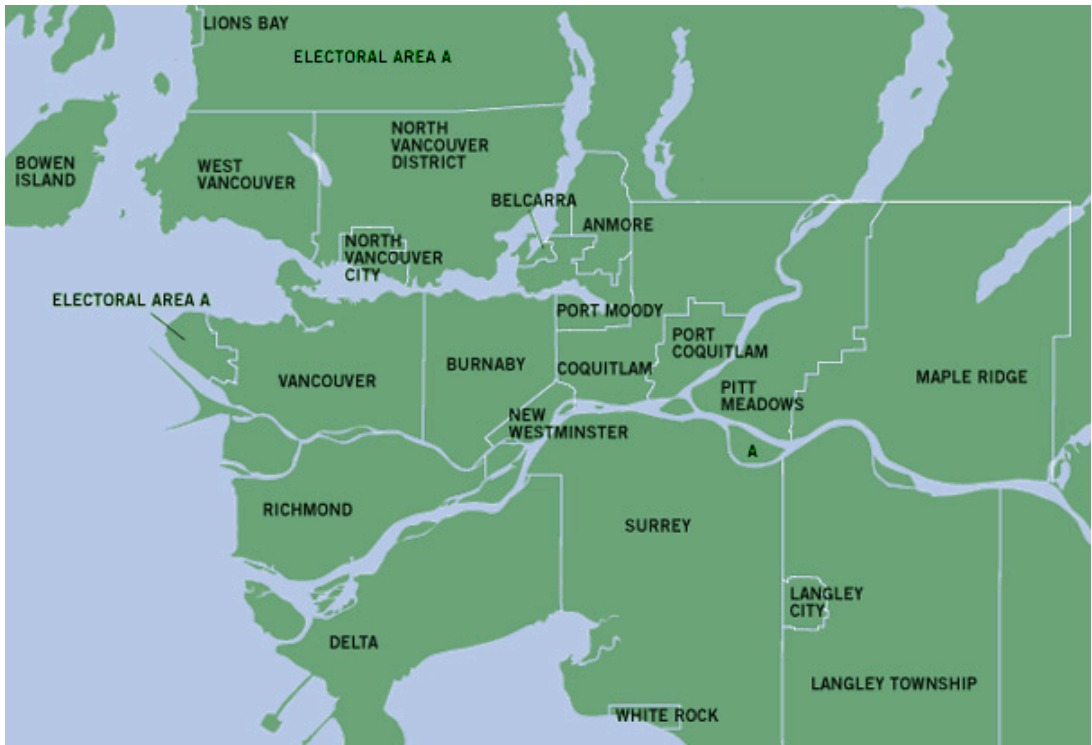 LIONS BAY
ELECTORAL AREA A
NORTH
VANCOUVER
DISTRICT
BOWEN
ISLAND
WEST
VANCOUVER
BELCARRA
ANMORE
NORTH
VANCOUVER
CITY
ELECTORAL AREA A
PORT MOODY
PORT
COQUITLAM
VANCOUVER
BURNABY
COQUITLAM
PITT
MEADOWS
MAPLE RIDGE
NEW
WESTMINSTER
A
RICHMOND
SURREY
LANGLEY
CITY
DELTA
LANGLEY TOWNSHIP
WHITE ROCK